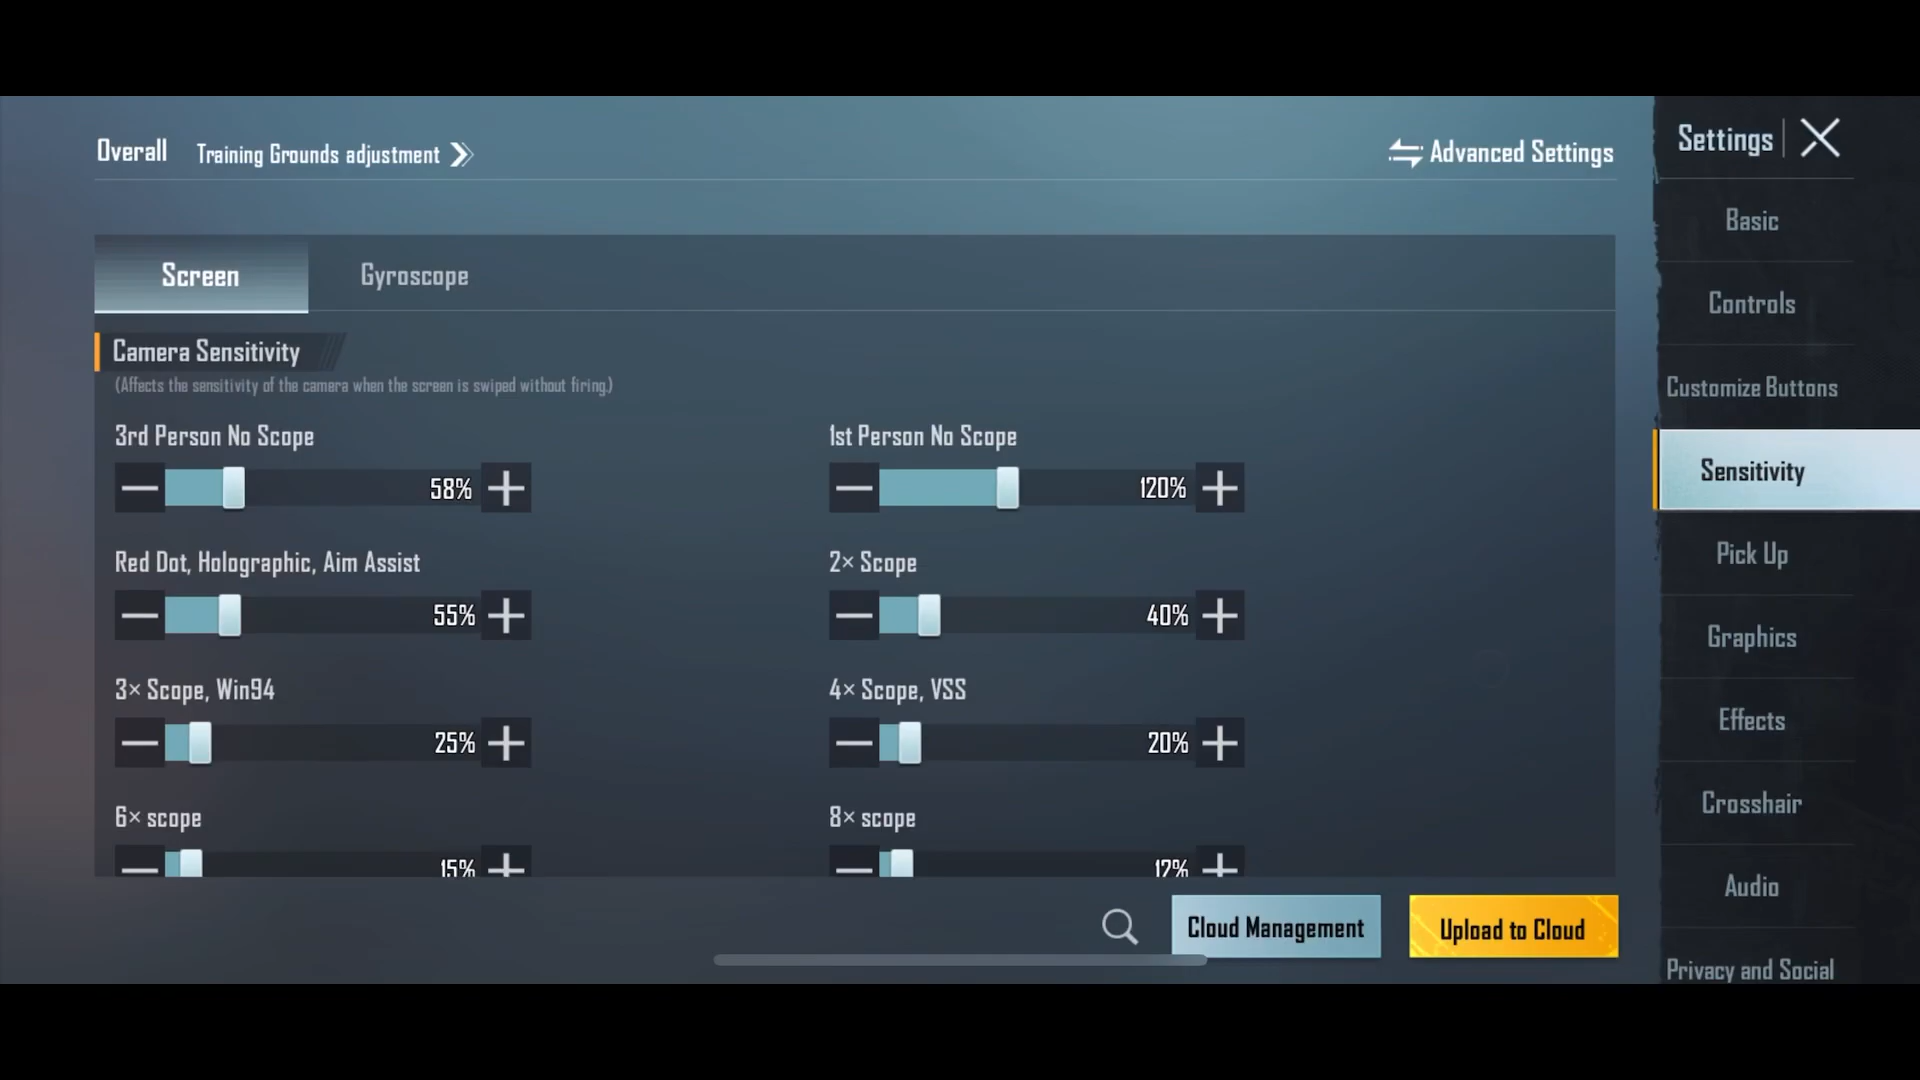 Overall
Training Grounds adjustment
Advanced Settings
Settings
Screen
Gyroscope
Camera Sensitivity
(Affects the sensitivity of the camera when the screen is swiped without firing.)
3rd Person No Scope
58%
1st Person No Scope
120%
Red Dot, Holographic, Aim Assist
55%
2× Scope
40%
3× Scope, Win94
25%
4× Scope, VSS
20%
6× scope
15%
8× scope
12%
Cloud Management
Upload to Cloud
Basic
Controls
Customize Buttons
Sensitivity
Pick Up
Graphics
Effects
Crosshair
Audio
Privacy and Social